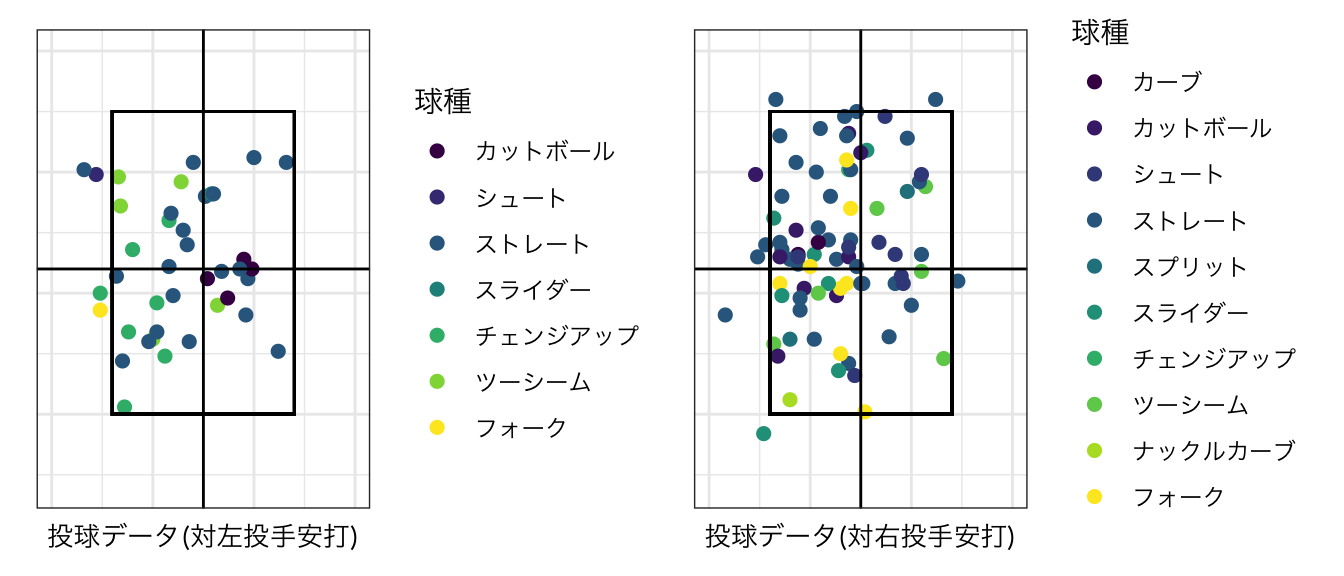 球種
カットボール
シュート
ストレート
スライダー
チェンジアップ
ツーシーム
フォーク
投球データ(対左投手安打)
球種
カーブ
カットボール
シュート
ストレート
スプリット
スライダー
チェンジアップ
ツーシーム
ナックルカーブ
フォーク
投球データ(対右投手安打)